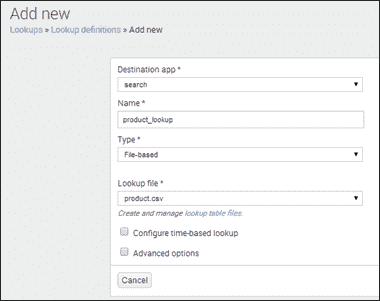 Add new
Lookups » Lookup definitions » Add new
Destination app *
search
Name *
product_lookup
Type *
File-based
Lookup file *
product.csv
Create and manage lookup table files.
Configure time-based lookup
Advanced options
Cancel